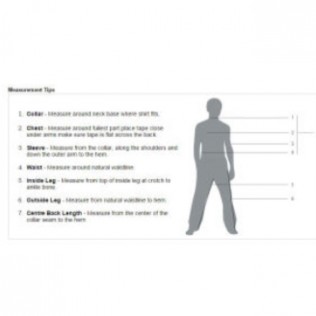 Measurement Tips
1. Collar - Measure around neck base where shirt fits.
2. Chest - Measure around fullest part place tape close
under arms make sure tape is flat across the back.
3. Sleeve - Measure from the collar, along the shoulders and
down the outer arm to the hem.
4. Waist - Measure around natural waistline.
5. Inside Leg - Measure from top of inside leg at crotch to
ankle bone.
6. Outside Leg - Measure from natural waistline to hem.
7. Centre Back Length - Measure from the center of the
collar seam to the hem
1
2
3
4
5
6